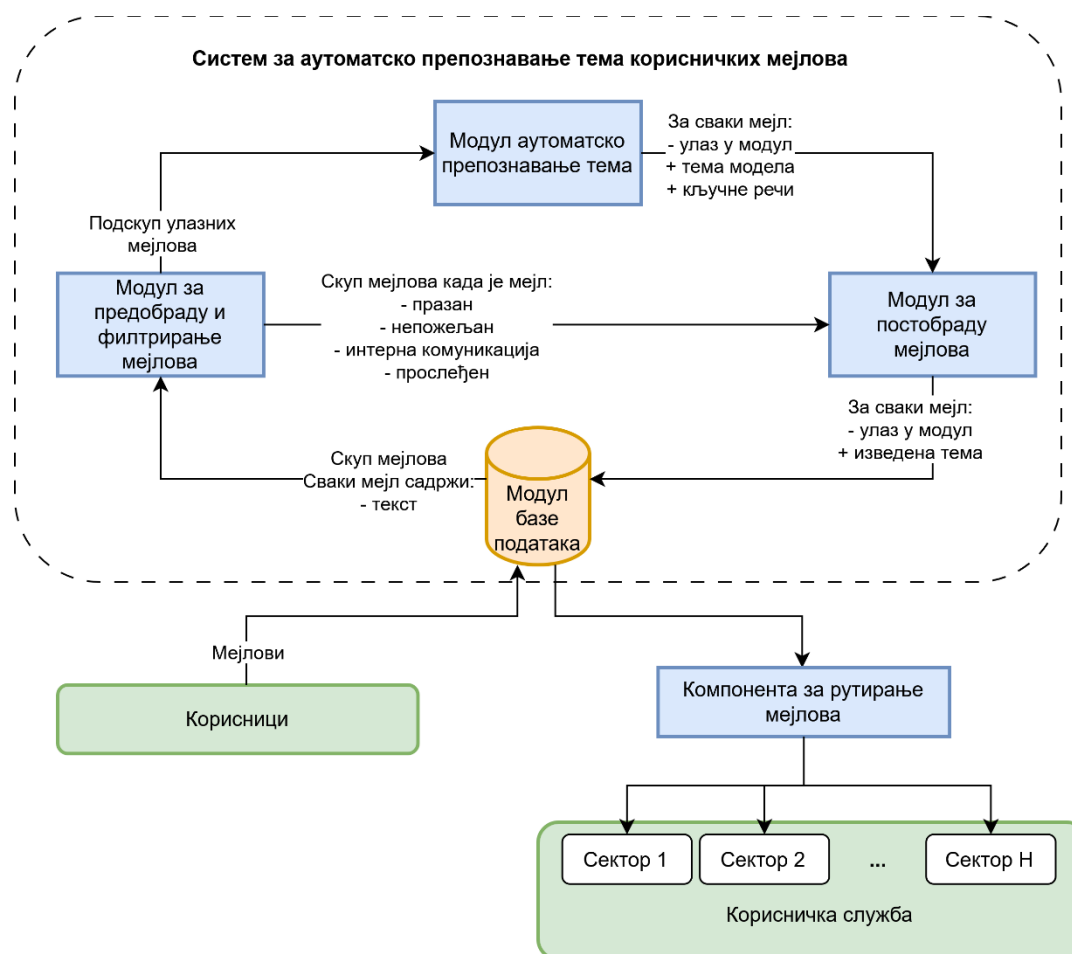 Систем за аутоматско препознавање тема корисничких мејлова
Модул аутоматско
препознавање тема
За сваки мејл:
- улаз у модул
+ тема модела
+ кључне речи
Подскуп улазних
мејлова
Модул за
предобраду и
филтрирање
мејлова
Скуп мејлова када је мејл:
- празан
- непожељан
- интерна комуникација
- прослеђен
Модул за
постобраду
мејлова
За сваки мејл:
- улаз у модул
+ изведена тема
Скуп мејлова
Сваки мејл садржи:
- текст
Модул
базе
података
Мејлови
Корисници
Компонента за рутирање
мејлова
Сектор 1
Сектор 2
...
Сектор Н
Корисничка служба